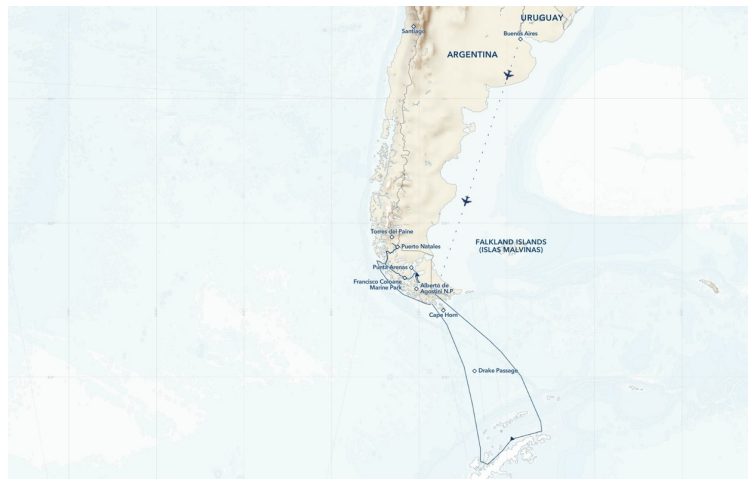 URUGUAY
Santiago
Buenos Aires
ARGENTINA
Torres del Paine
FALKLAND ISLANDS
(ISLAS MALVINAS)
Puerto Natales
Punta Arenas
Francisco Coloane
Marine Park
Alberto de
Agostini N.P.
Cape Horn
Drake Passage